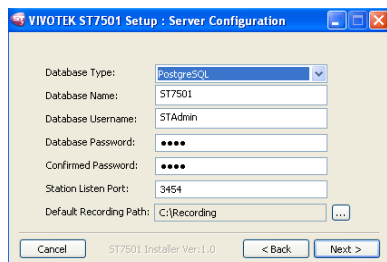 VIVOTEK ST7501 Setup : Server Configuration
Database Type: PostgreSQL
Database Name: ST7501
Database Username: STAdmin
Database Password: ●●●●
Confirmed Password: ●●●●
Station Listen Port: 3454
Default Recording Path: C:\Recording ...
Cancel ST7501 Installer Ver:1.0 < Back Next >